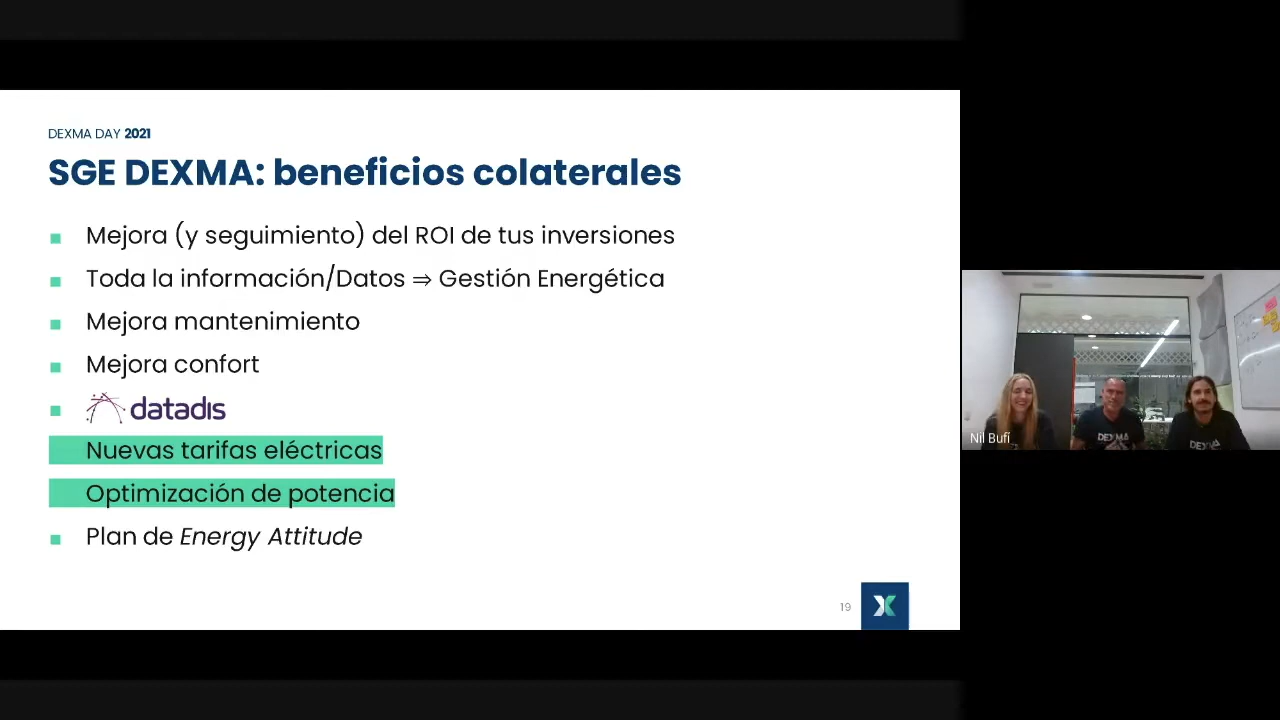 DEXMA DAY 2021
SGE DEXMA: beneficios colaterales
Mejora (y seguimiento) del ROI de tus inversiones
Toda la información/Datos ⇒ Gestión Energética
Mejora mantenimiento
Mejora confort
datadis
Nuevas tarifas eléctricas
Optimización de potencia
Plan de Energy Attitude
19
Nil Bufí
DEXMA